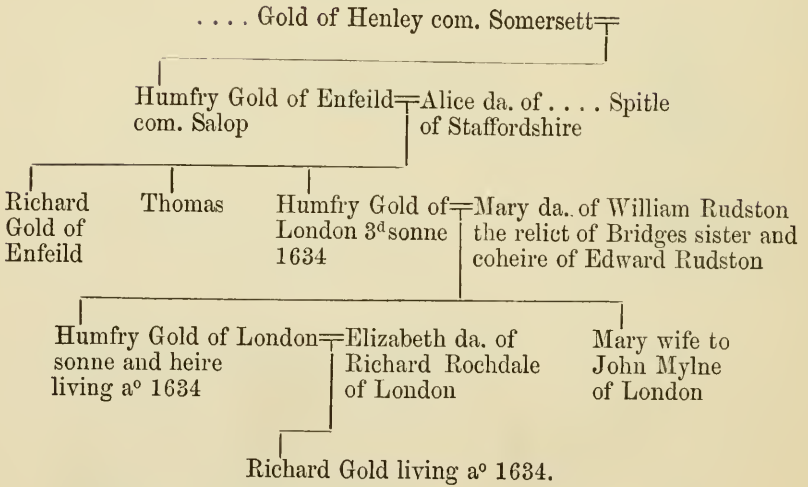 .... Gold of Henley com. Somersett
Humfry Gold of Enfeild
com. Salop
Alice da. of .... Spitle
of Staffordshire
Richard
Gold of
Enfeild
Thomas
Humfry Gold of
London 3ᵈ sonne
1634
Mary da. of William Rudston
the relict of Bridges sister and
coheire of Edward Rudston
Humfry Gold of London
sonne and heire
living aº 1634
Elizabeth da. of
Richard Rochdale
of London
Mary wife to
John Mylne
of London
Richard Gold living aº 1634.